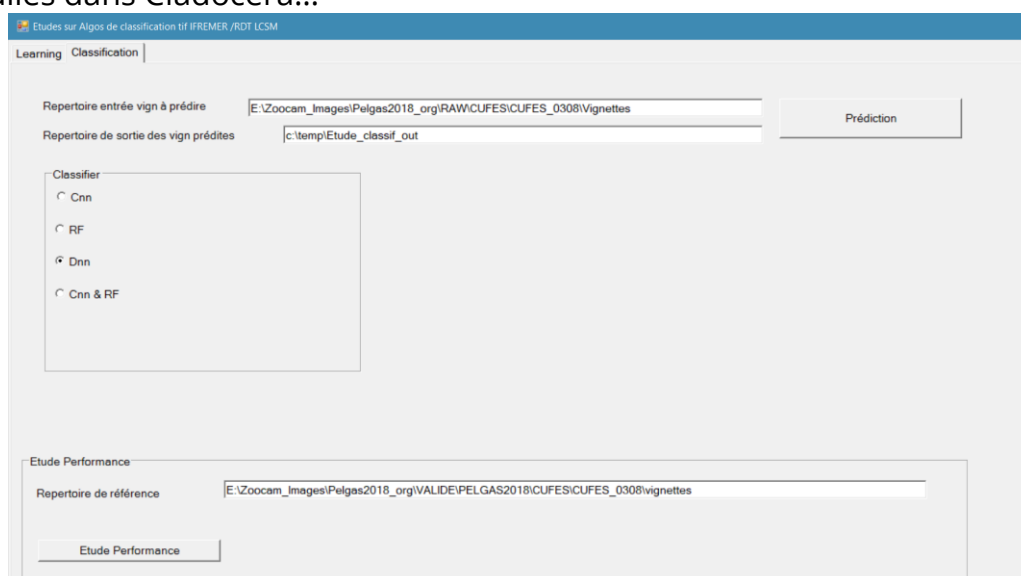 dans Cladocera...
Etudes sur Algos de classification tif IFREMER /RDT LCSM
Learning Classification
Repertoire entrée vign à prédire E:\Zoocam_Images\Pelgas2018_org\RAW\CUFES\CUFES_0308\Vignettes
Prédiction
Repertoire de sortie des vign prédites c:\temp\Etude_classif_out
Classifier
Cnn
RF
Dnn
Cnn & RF
Etude Performance
Repertoire de référence E:\Zoocam_Images\Pelgas2018_org\VALIDE\PELGAS2018\CUFES\CUFES_0308\vignettes
Etude Performance